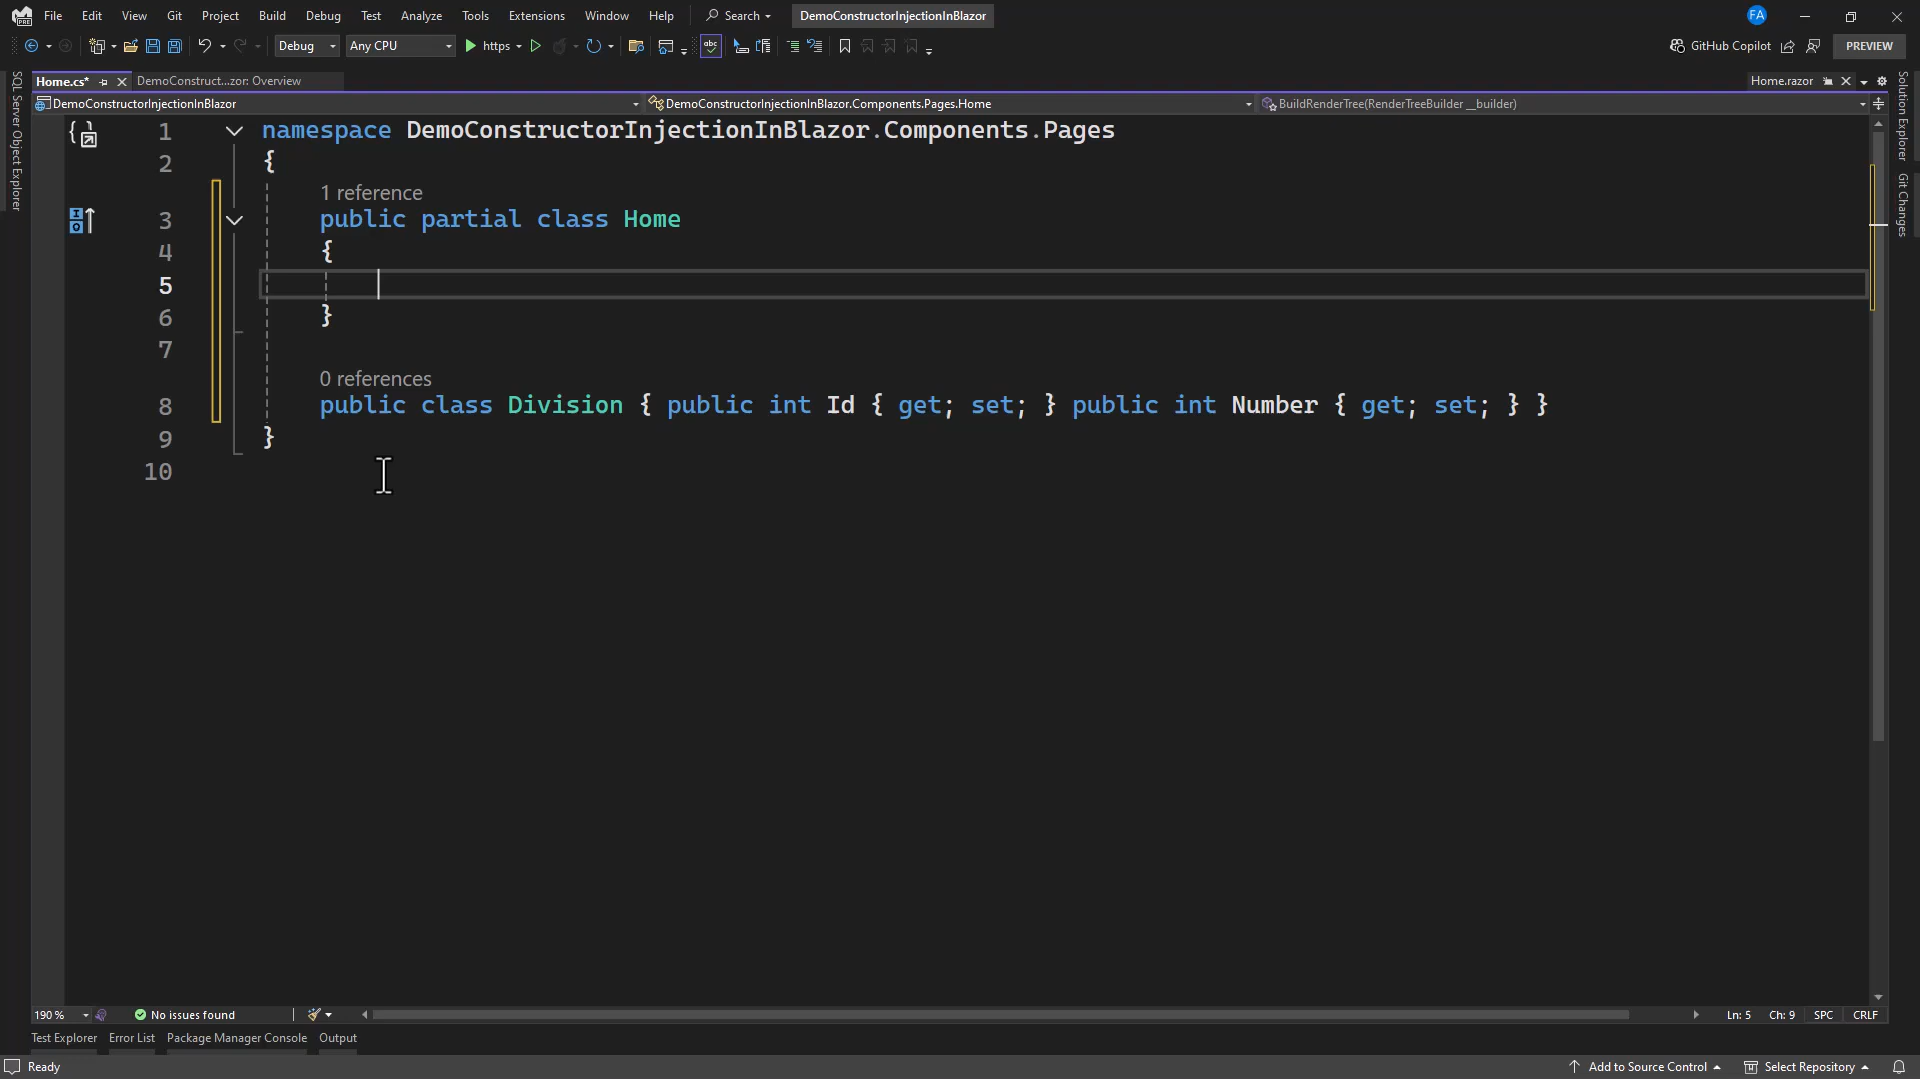 File Edit View Git Project Build Debug Test Analyze Tools Extensions Window Help Search DemoConstructorInjectionInBlazor FA
Debug Any CPU https GitHub Copilot PREVIEW
Home.cs* DemoConstruct...zor: Overview Home.razor
DemoConstructorInjectionInBlazor DemoConstructorInjectionInBlazor.Components.Pages.Home BuildRenderTree(RenderTreeBuilder __builder)
SQL Server Object Explorer
Solution Explorer
Git Changes
1 namespace DemoConstructorInjectionInBlazor.Components.Pages
2 {
1 reference
3 public partial class Home
4 {
5
6 }
7
0 references
8 public class Division { public int Id { get; set; } public int Number { get; set; } }
9 }
10
190 % No issues found Ln: 5 Ch: 9 SPC CRLF
Test Explorer Error List Package Manager Console Output
Ready Add to Source Control Select Repository